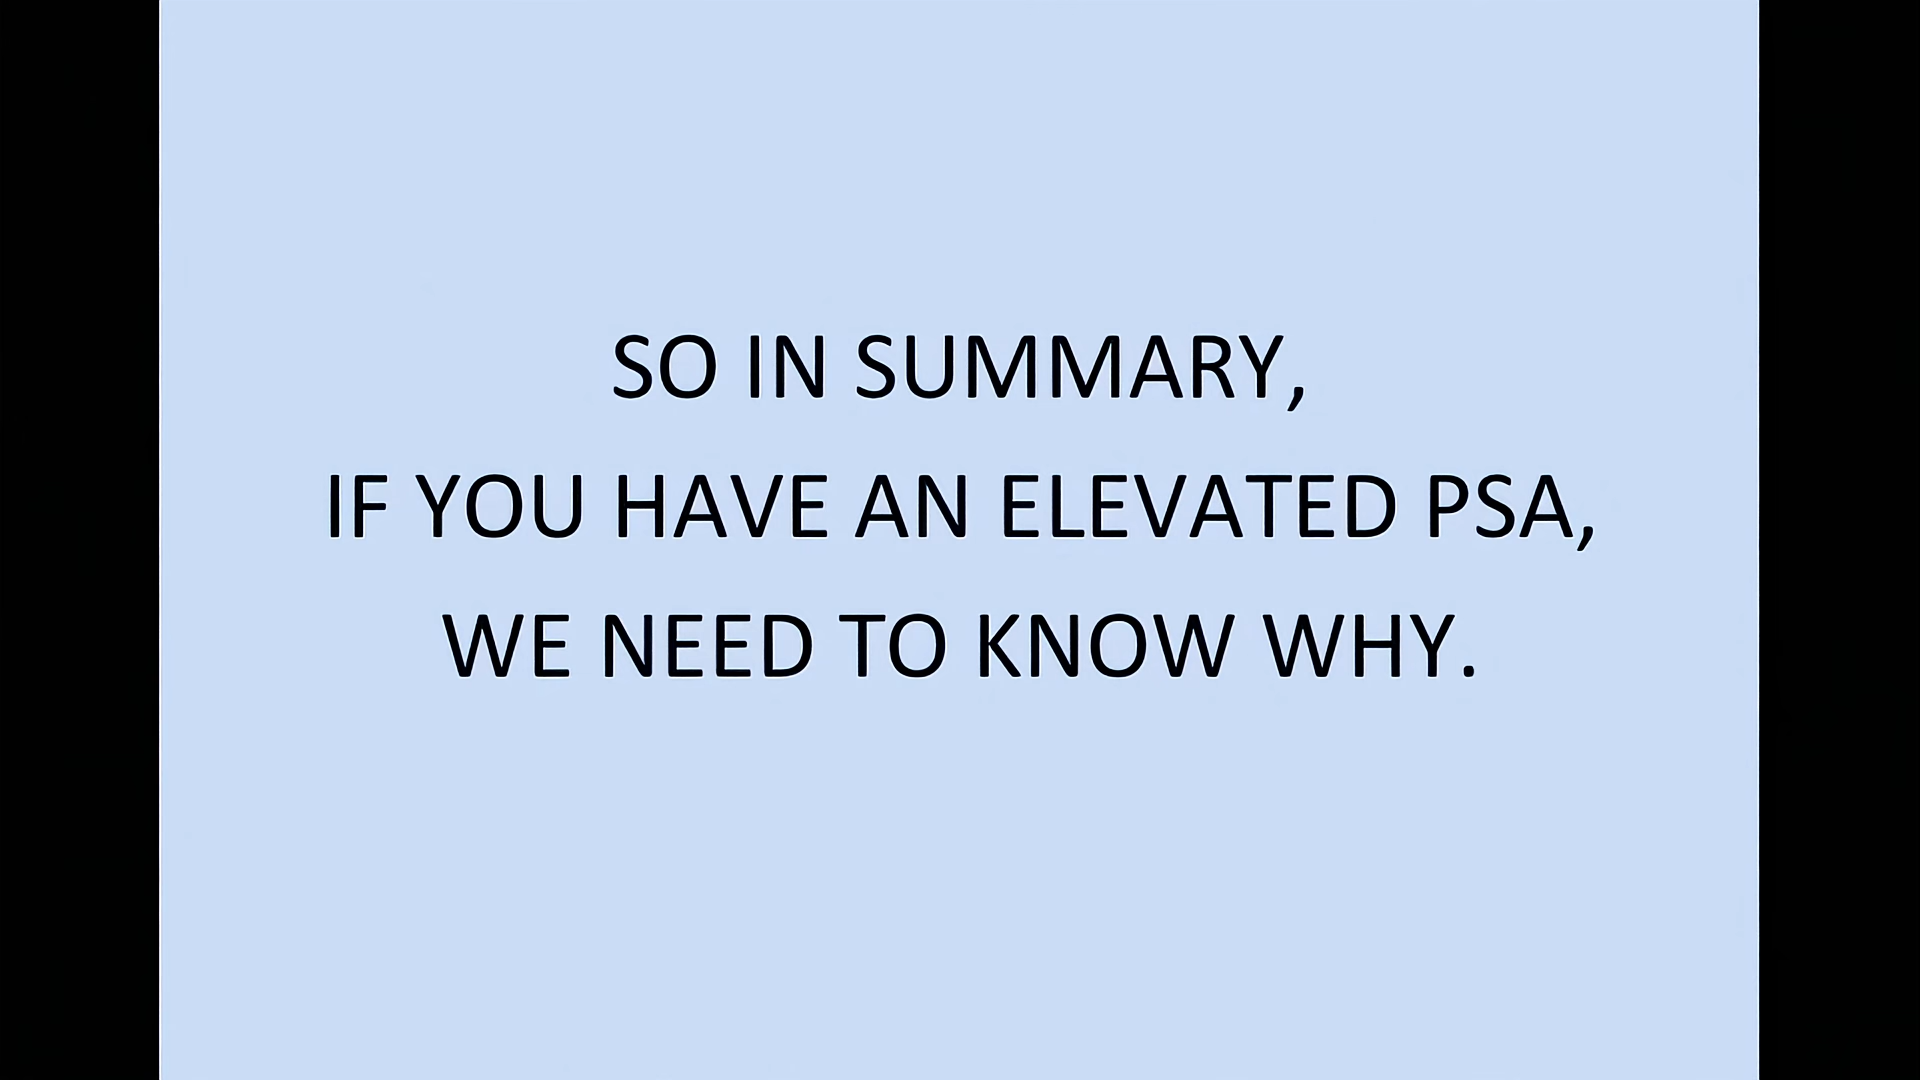 SO IN SUMMARY,
IF YOU HAVE AN ELEVATED PSA,
WE NEED TO KNOW WHY.